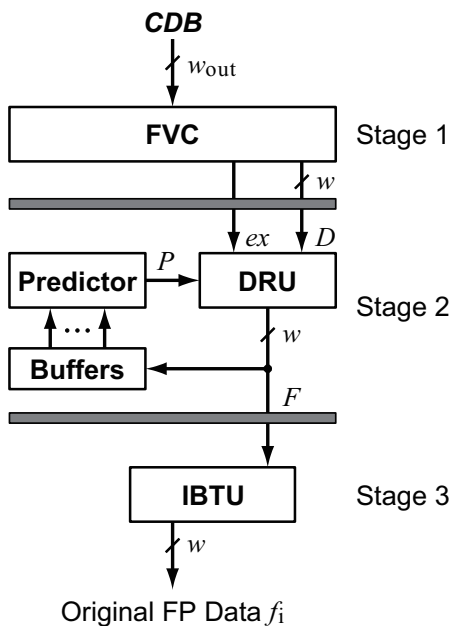 CDB
w_out
FVC
Stage 1
w
ex
D
Predictor
P
DRU
Stage 2
...
w
Buffers
F
IBTU
Stage 3
w
Original FP Data f_i